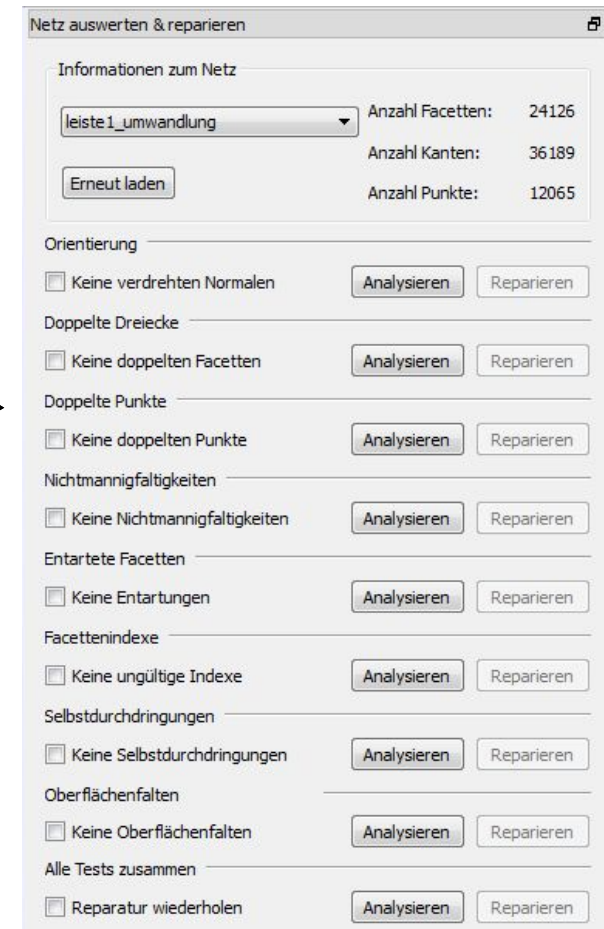 Netz auswerten & reparieren
Informationen zum Netz
leiste1_umwandlung Anzahl Facetten: 24126
Anzahl Kanten: 36189
Erneut laden Anzahl Punkte: 12065
Orientierung
Keine verdrehten Normalen Analysieren Reparieren
Doppelte Dreiecke
Keine doppelten Facetten Analysieren Reparieren
Doppelte Punkte
Keine doppelten Punkte Analysieren Reparieren
Nichtmannigfaltigkeiten
Keine Nichtmannigfaltigkeiten Analysieren Reparieren
Entartete Facetten
Keine Entartungen Analysieren Reparieren
Facettenindexe
Keine ungültige Indexe Analysieren Reparieren
Selbstdurchdringungen
Keine Selbstdurchdringungen Analysieren Reparieren
Oberflächenfalten
Keine Oberflächenfalten Analysieren Reparieren
Alle Tests zusammen
Reparatur wiederholen Analysieren Reparieren